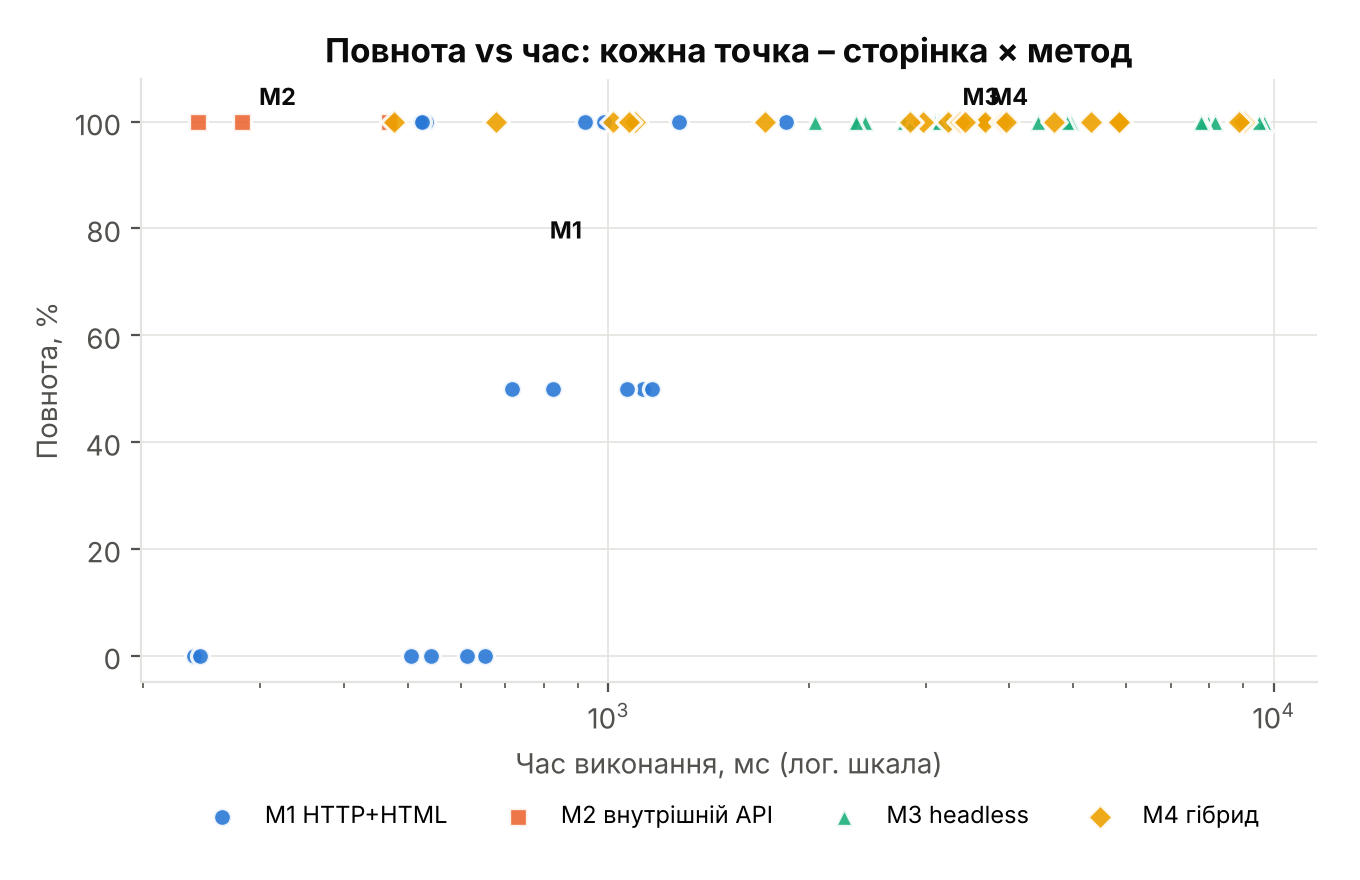 Повнота vs час: кожна точка – сторінка × метод
M2
M3
M4
100
M1
80
60
40
20
0
Повнота, %
10³
10⁴
Час виконання, мс (лог. шкала)
M1 HTTP+HTML
M2 внутрішній API
M3 headless
M4 гібрид